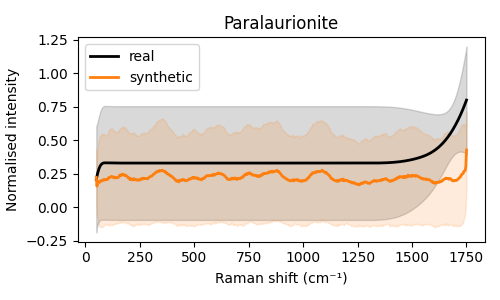 Paralaurionite
1.25
1.00
0.75
0.50
0.25
0.00
−0.25
Normalised intensity
real
synthetic
0 250 500 750 1000 1250 1500 1750
Raman shift (cm⁻¹)